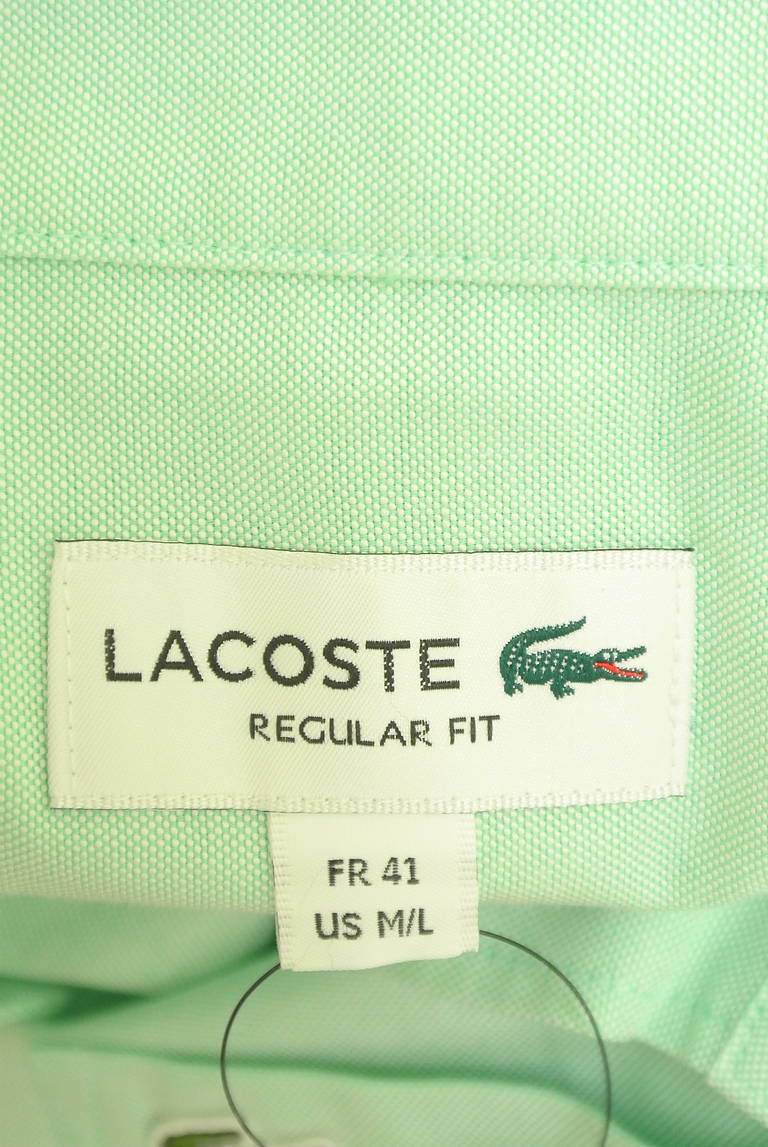 LACOSTE
REGULAR FIT
FR 41
US M/L